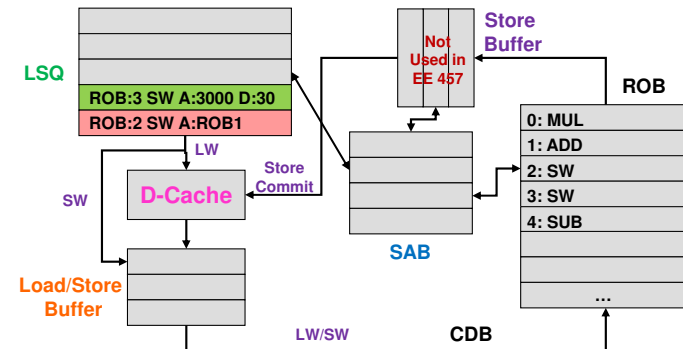 LSQ
ROB:3 SW A:3000 D:30
ROB:2 SW A:ROB1
LW
SW
D-Cache
Store
Commit
Load/Store
Buffer
Not
Used in
EE 457
Store
Buffer
SAB
ROB
0: MUL
1: ADD
2: SW
3: SW
4: SUB
...
LW/SW
CDB